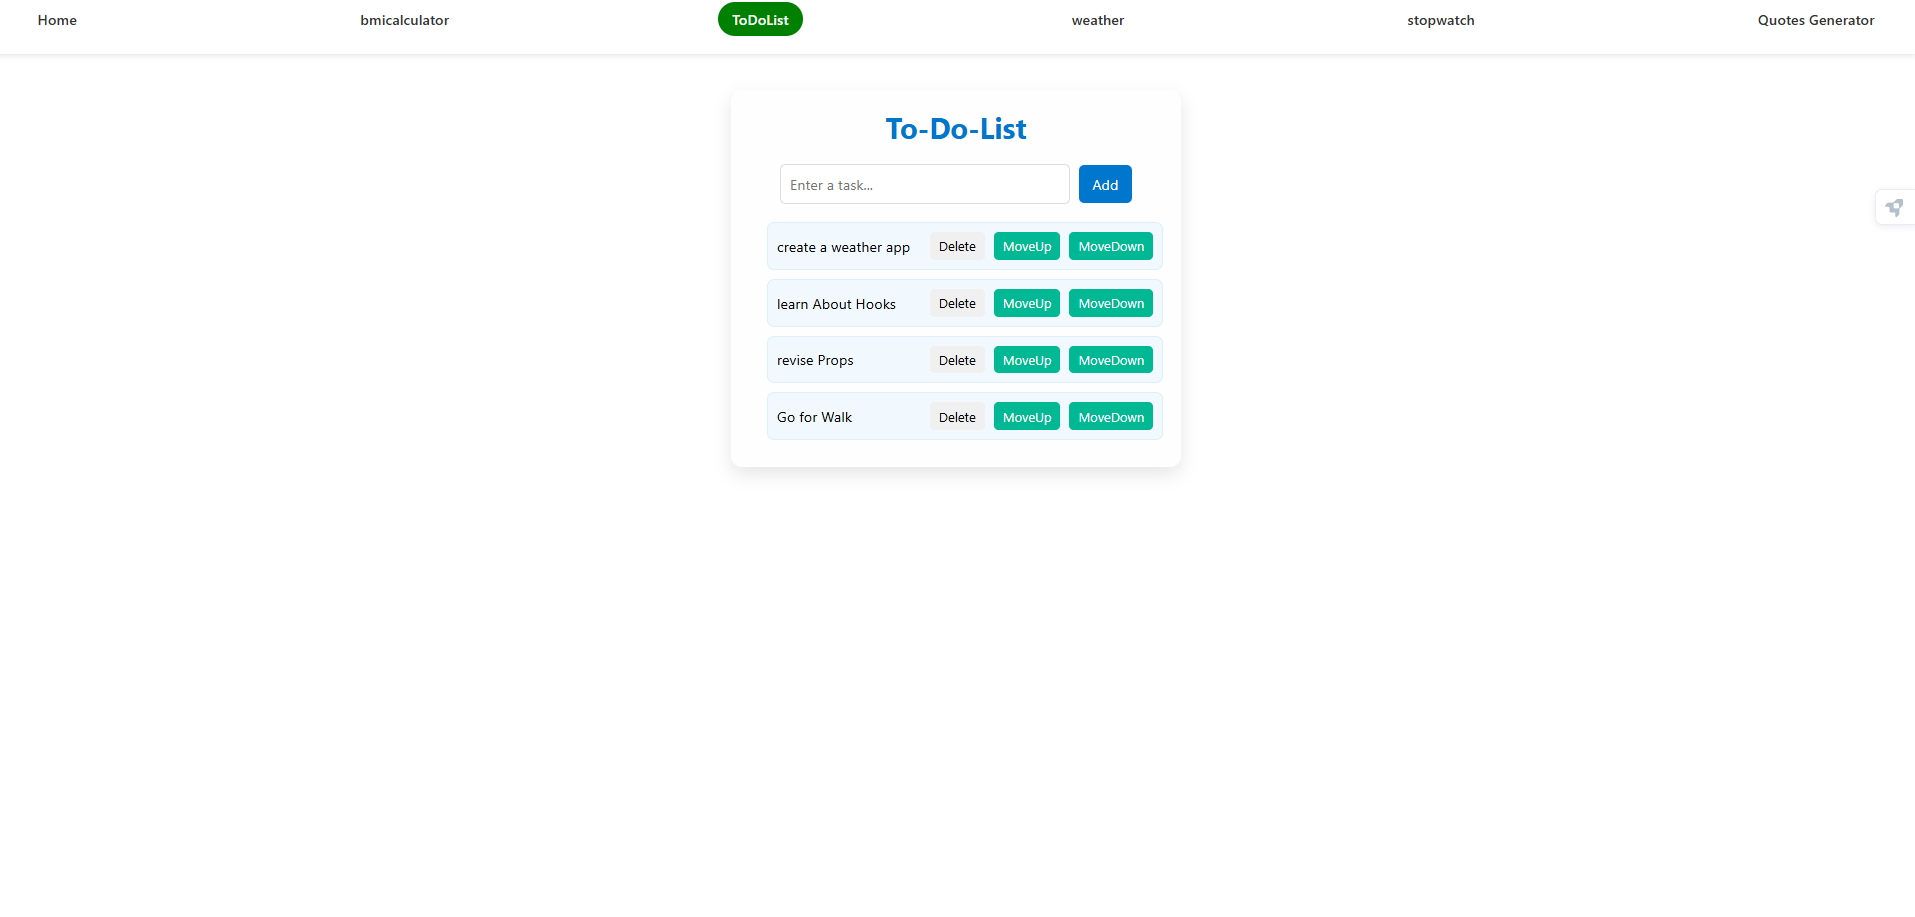 Home bmicalculator ToDoList weather stopwatch Quotes Generator
To-Do-List
Enter a task... Add
create a weather app Delete MoveUp MoveDown
learn About Hooks Delete MoveUp MoveDown
revise Props Delete MoveUp MoveDown
Go for Walk Delete MoveUp MoveDown